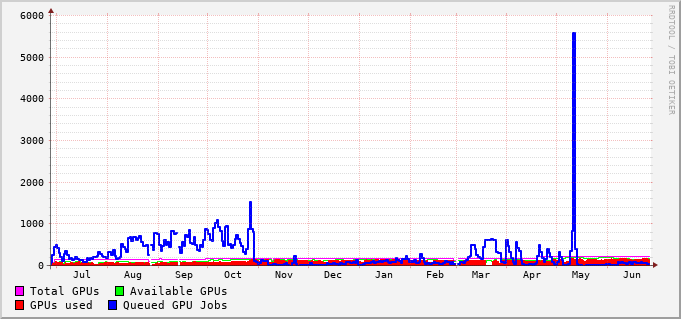 6000
5000
4000
3000
2000
1000
0
Jul Aug Sep Oct Nov Dec Jan Feb Mar Apr May Jun
Total GPUs Available GPUs
GPUs used Queued GPU Jobs
RRDTOOL / TOBI OETIKER